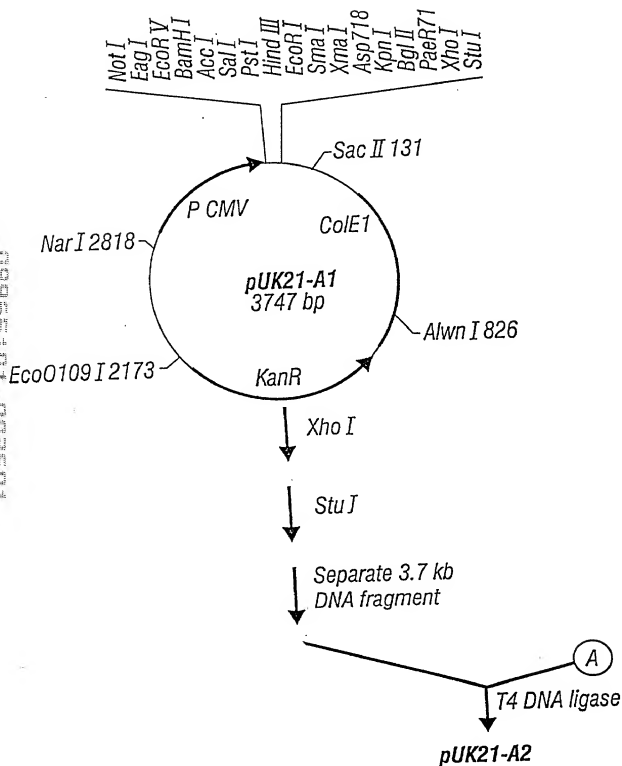 Not I
Eag I
EcoR V
BamH I
Acc I
Sal I
Pst I
Hind III
EcoR I
Sma I
Xma I
Asp718
Kpn I
Bgl II
PaeR71
Xho I
Stu I
Sac II 131
P CMV
ColE1
Nar I 2818
pUK21-A1
3747 bp
Alwn I 826
EcoO109 I 2173
KanR
Xho I
Stu I
Separate 3.7 kb
DNA fragment
A
T4 DNA ligase
pUK21-A2